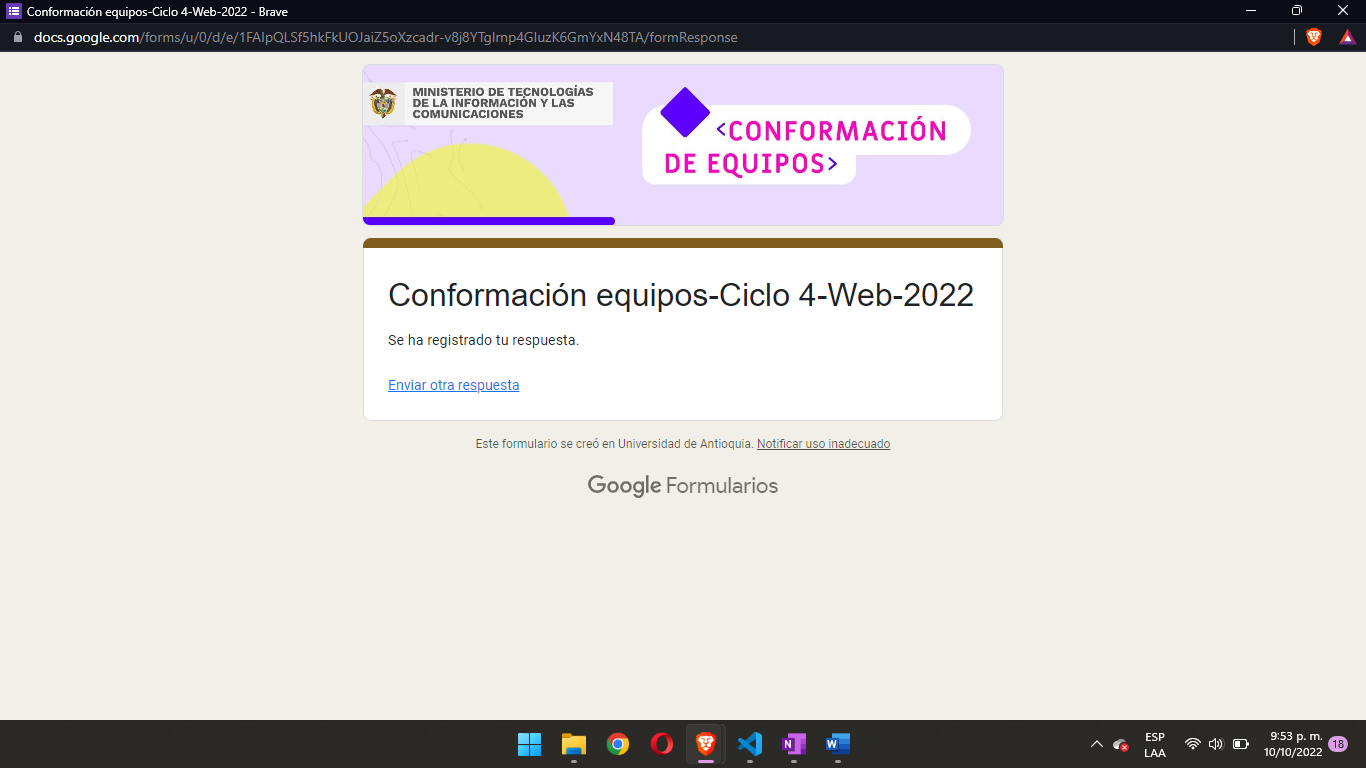 Conformación equipos-Ciclo 4-Web-2022 - Brave
docs.google.com/forms/u/0/d/e/1FAIpQLSf5hkFkUOJaiZ5oXzcadr-v8j8YTglrnp4GluzK6GmYxN48TA/formResponse
MINISTERIO DE TECNOLOGÍAS
DE LA INFORMACIÓN Y LAS
COMUNICACIONES
<CONFORMACIÓN
DE EQUIPOS>
Conformación equipos-Ciclo 4-Web-2022
Se ha registrado tu respuesta.
Enviar otra respuesta
Este formulario se creó en Universidad de Antioquia. Notificar uso inadecuado
Google Formularios
ESP
LAA
9:53 p. m.
10/10/2022
18